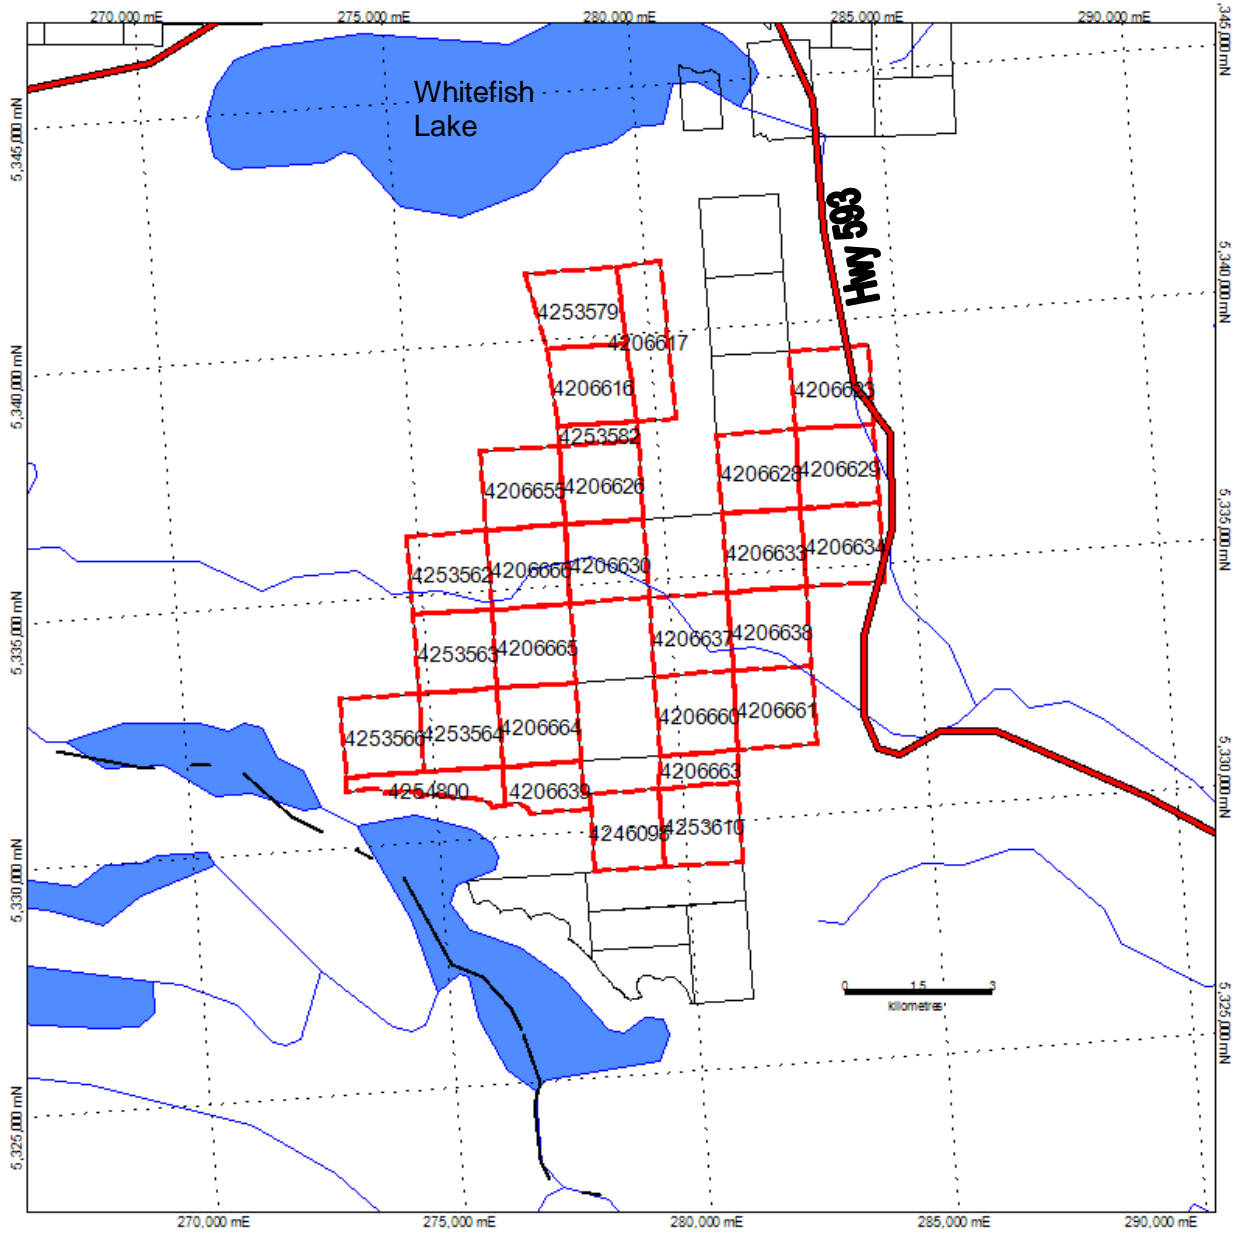 270,000 mE
275,000 mE
280,000 mE
285,000 mE
290,000 mE
5,345,000 mN
5,340,000 mN
5,335,000 mN
5,330,000 mN
5,325,000 mN
Whitefish
Lake
Hwy 593
4253579
4206617
4206616
4253582
4206655
4206626
4206628
4206629
4253562
4206666
4206630
4206633
4206634
4253563
4206665
4206637
4206638
4253566
4253564
4206664
4206660
4206661
4254800
4206639
4206663
4246098
4253610
0 1.5 3
kilometres
5,345,000 mN
5,340,000 mN
5,335,000 mN
5,330,000 mN
5,325,000 mN
270,000 mE
275,000 mE
280,000 mE
285,000 mE
290,000 mE